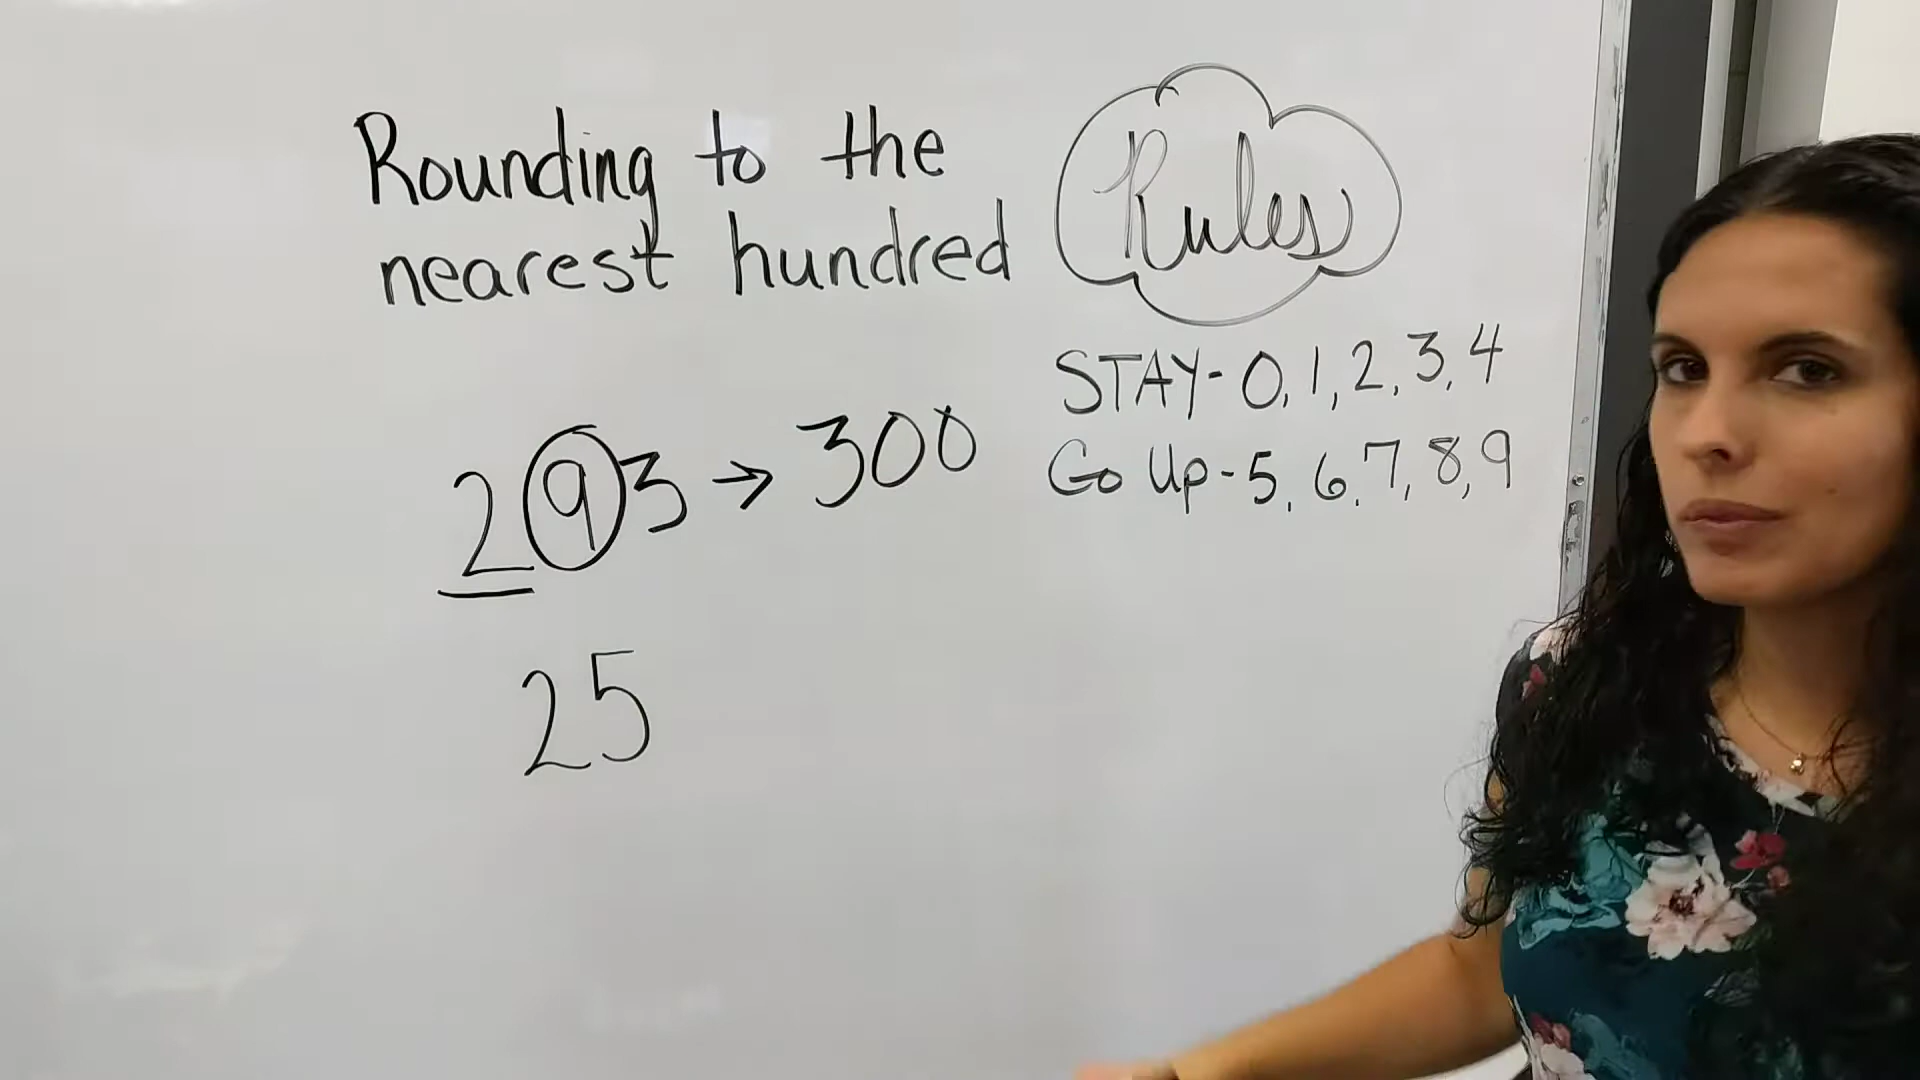 Rounding to the
nearest hundred
Rules
STAY- 0, 1, 2, 3, 4
Go Up - 5, 6, 7, 8, 9
293 → 300
25